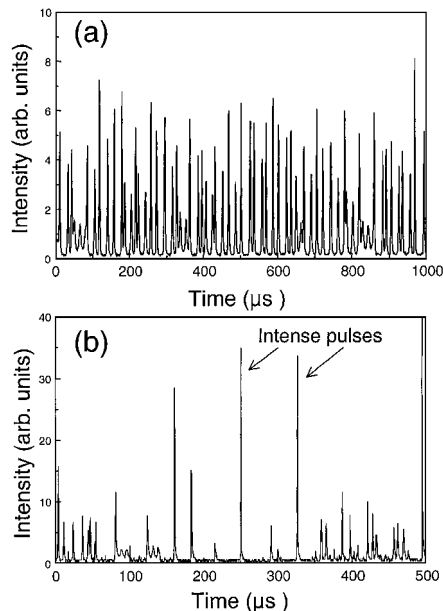 (a)
Intensity (arb. units)
10
8
6
4
2
0
0 200 400 600 800 1000
Time (µs )
(b)
Intense pulses
Intensity (arb. units)
40
30
20
10
0
0 100 200 300 400 500
Time (µs )